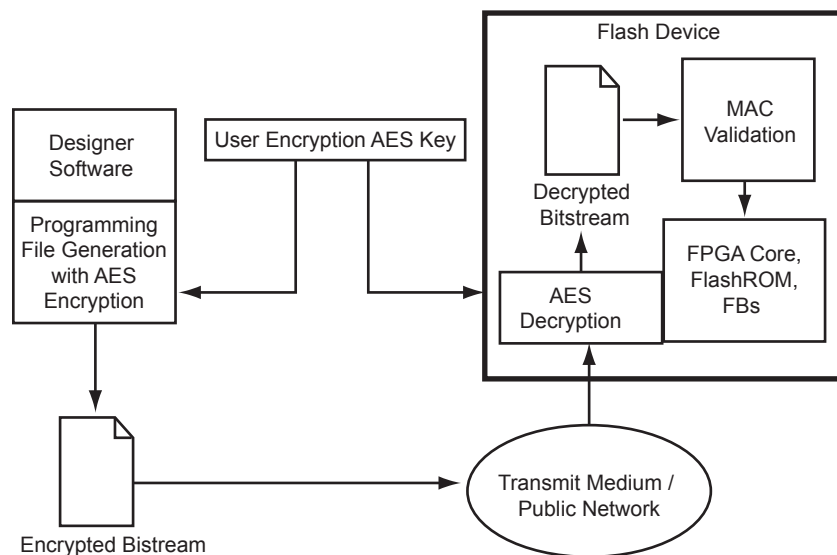 Flash Device
MAC
Validation
Designer
Software
User Encryption AES Key
Decrypted
Bitstream
Programming
File Generation
with AES
Encryption
FPGA Core,
FlashROM,
FBs
AES
Decryption
Transmit Medium /
Public Network
Encrypted Bistream